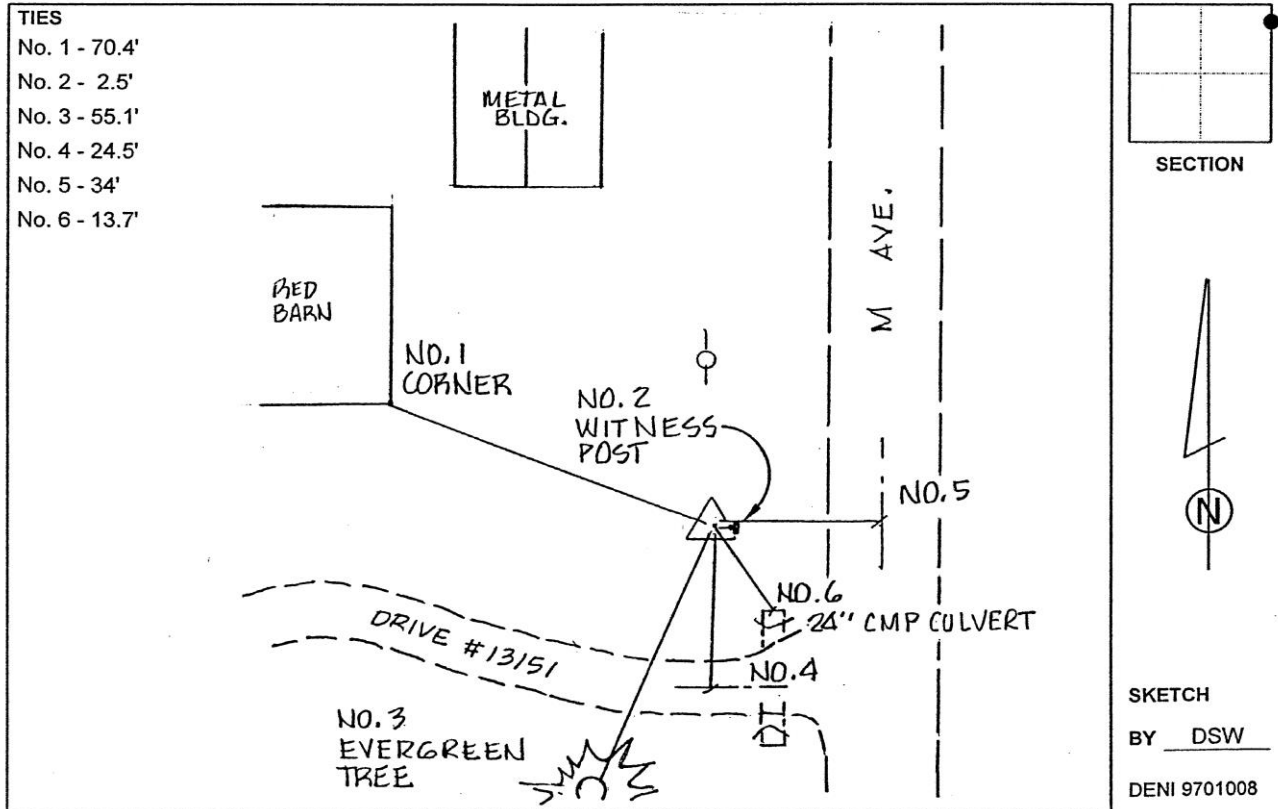 TIES
No. 1 - 70.4'
No. 2 - 2.5'
No. 3 - 55.1'
No. 4 - 24.5'
No. 5 - 34'
No. 6 - 13.7'
METAL
BLDG.
RED
BARN
NO. 1
CORNER
NO. 2
WITNESS
POST
M AVE.
NO. 5
NO. 6
24" CMP CULVERT
DRIVE #13151
NO. 4
NO. 3
EVERGREEN
TREE
SECTION
N
SKETCH
BY DSW
DENI 9701008